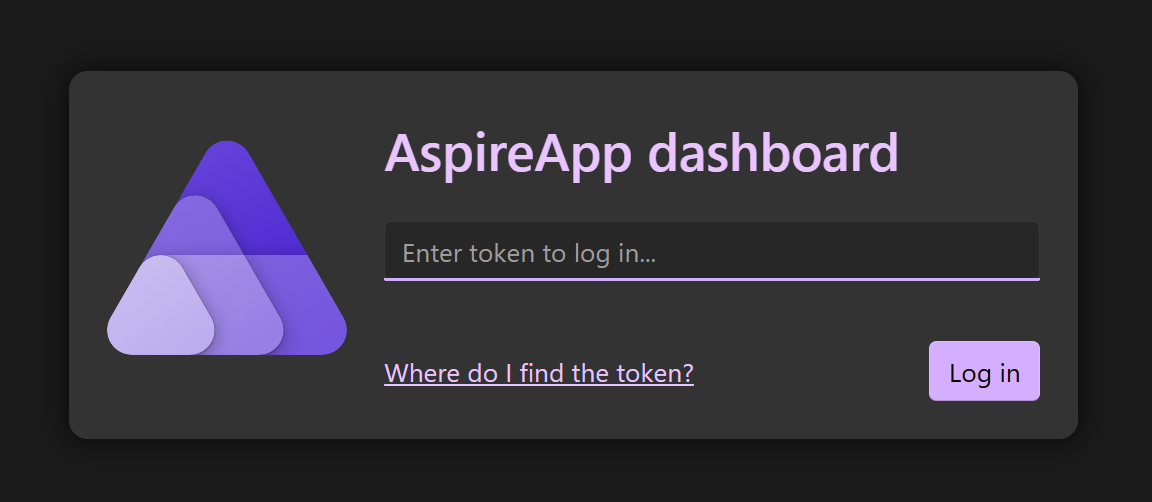 AspireApp dashboard
Enter token to log in...
Where do I find the token?
Log in